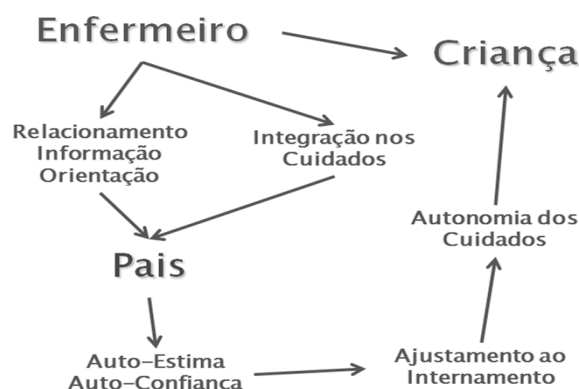 Enfermeiro
Criança
Relacionamento
Informação
Orientação
Integração nos
Cuidados
Pais
Autonomia dos
Cuidados
Auto-Estima
Auto-Confiança
Ajustamento ao
Internamento